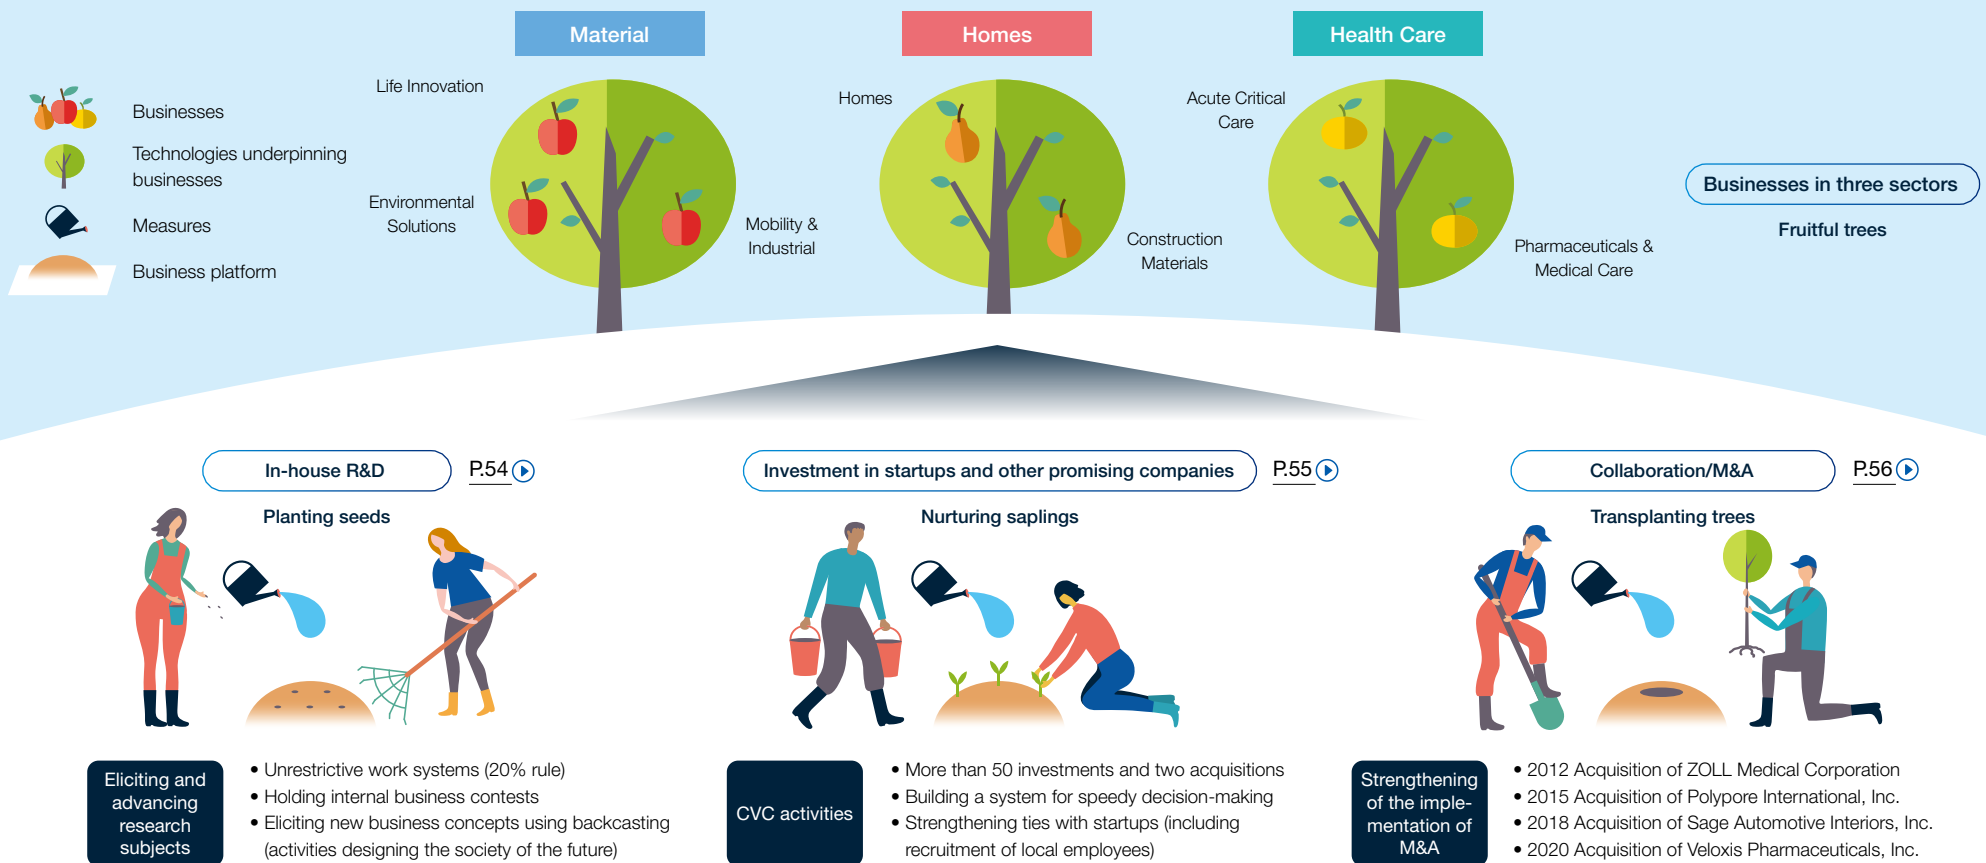 Material
Homes
Health Care
Businesses
Technologies underpinning
businesses
Measures
Business platform
Life Innovation
Environmental
Solutions
Mobility &
Industrial
Homes
Construction
Materials
Acute Critical
Care
Pharmaceuticals &
Medical Care
Businesses in three sectors
Fruitful trees
In-house R&D
P.54
Planting seeds
Investment in startups and other promising companies
P.55
Nurturing saplings
Collaboration/M&A
P.56
Transplanting trees
Eliciting and
advancing
research
subjects
• Unrestrictive work systems (20% rule)
• Holding internal business contests
• Eliciting new business concepts using backcasting
(activities designing the society of the future)
CVC activities
• More than 50 investments and two acquisitions
• Building a system for speedy decision-making
• Strengthening ties with startups (including
recruitment of local employees)
Strengthening
of the imple-
mentation of
M&A
• 2012 Acquisition of ZOLL Medical Corporation
• 2015 Acquisition of Polypore International, Inc.
• 2018 Acquisition of Sage Automotive Interiors, Inc.
• 2020 Acquisition of Veloxis Pharmaceuticals, Inc.